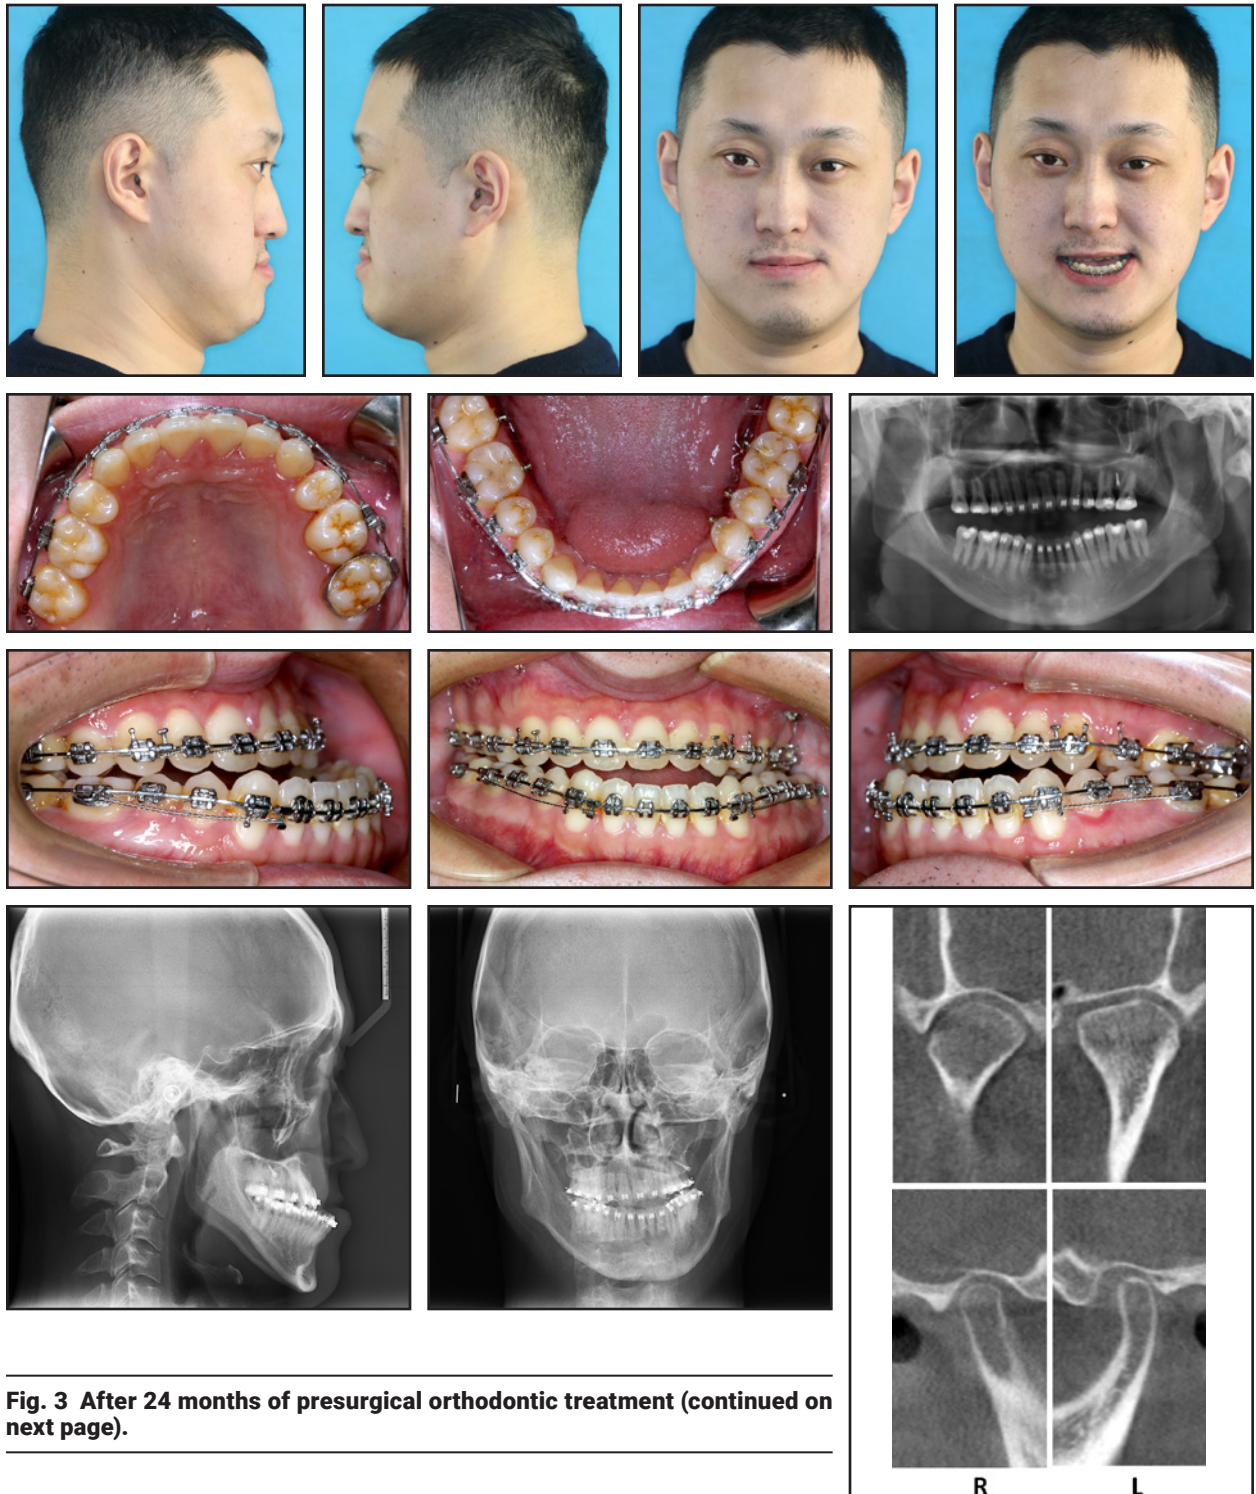 Fig. 3 After 24 months of presurgical orthodontic treatment (continued on
next page).
R L